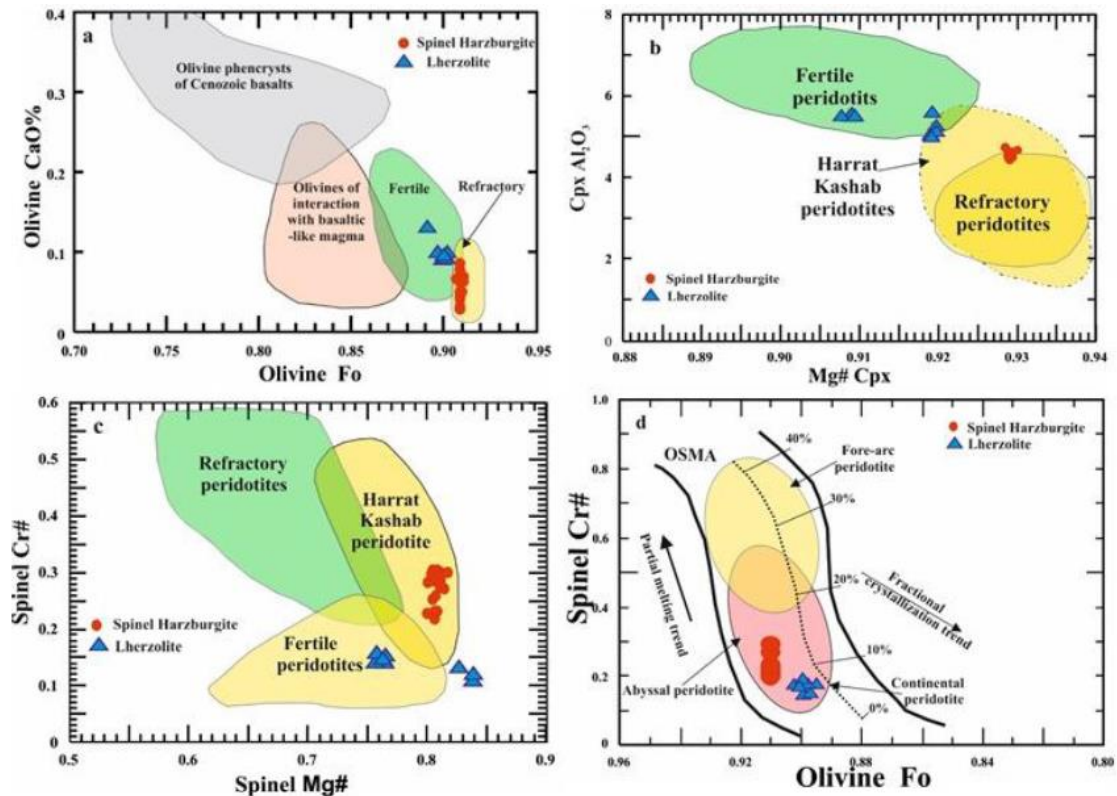 a
Spinel Harzburgite
Lherzolite
Olivine phencrysts
of Cenozoic basalts
Olivines of
interaction
with basaltic
-like magma
Fertile
Refractory
0.4
0.3
0.2
0.1
0
Olivine CaO%
0.70
0.75
0.80
0.85
0.90
0.95
Olivine Fo
b
Fertile
peridotits
Harrat
Kashab
peridotites
Refractory
peridotites
Spinel Harzburgite
Lherzolite
8
6
4
2
0
Cpx Al₂O₃
0.88
0.89
0.90
0.91
0.92
0.93
0.94
Mg# Cpx
c
Refractory
peridotites
Harrat
Kashab
peridotite
Fertile
peridotites
Spinel Harzburgite
Lherzolite
0.6
0.5
0.4
0.3
0.2
0.1
0
Spinel Cr#
0.5
0.6
0.7
0.8
0.9
Spinel Mg#
d
Spinel Harzburgite
Lherzolite
OSMA
40%
Fore-arc
peridotite
30%
20%
Partial melting trend
Fractional
crystallization trend
10%
Abyssal peridotite
Continental
peridotite
0%
1.0
0.8
0.6
0.4
0.2
0
Spinel Cr#
0.96
0.92
0.88
0.84
0.80
Olivine Fo